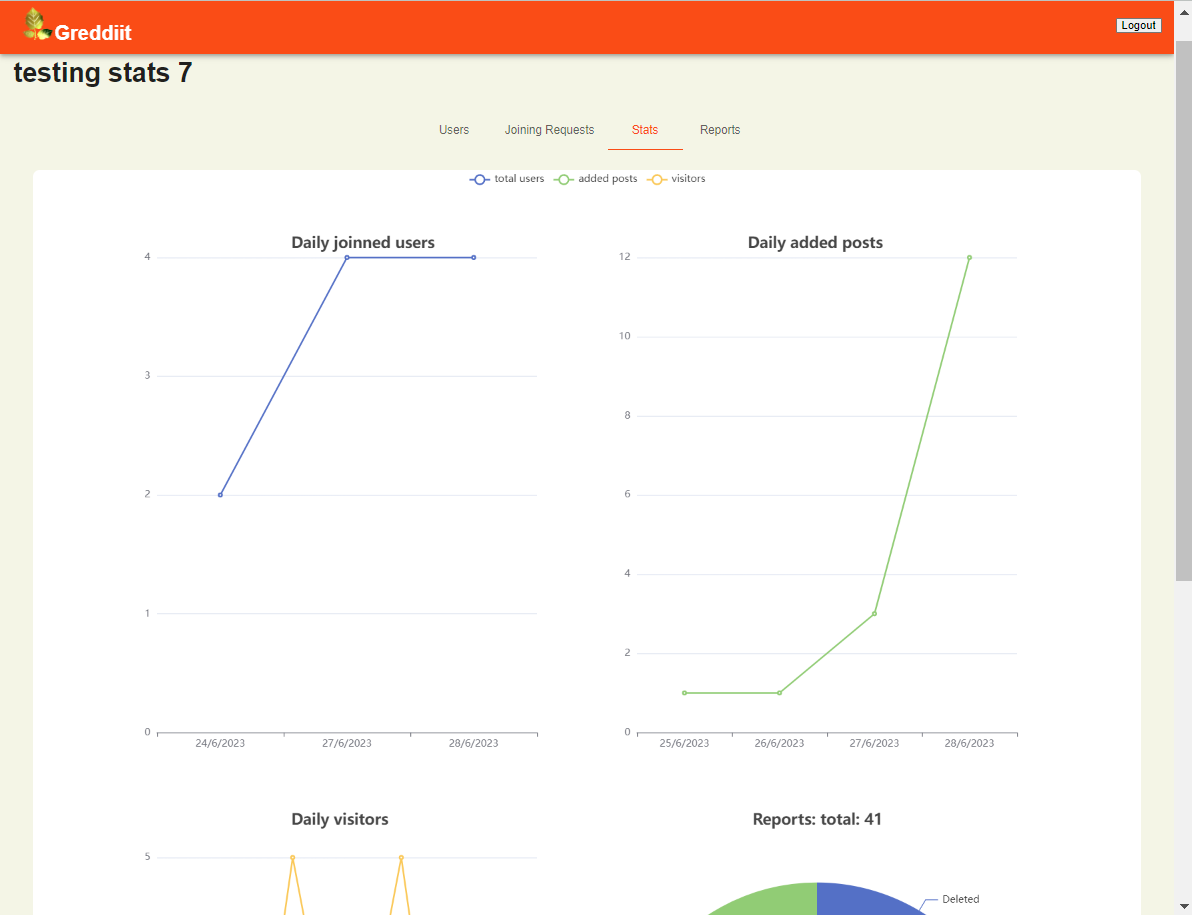 Greddiit
Logout
testing stats 7
Users Joining Requests Stats Reports
total users added posts visitors
Daily joinned users
4
3
2
1
0
24/6/2023 27/6/2023 28/6/2023
Daily added posts
12
10
8
6
4
2
0
25/6/2023 26/6/2023 27/6/2023 28/6/2023
Daily visitors
5
Reports: total: 41
Deleted